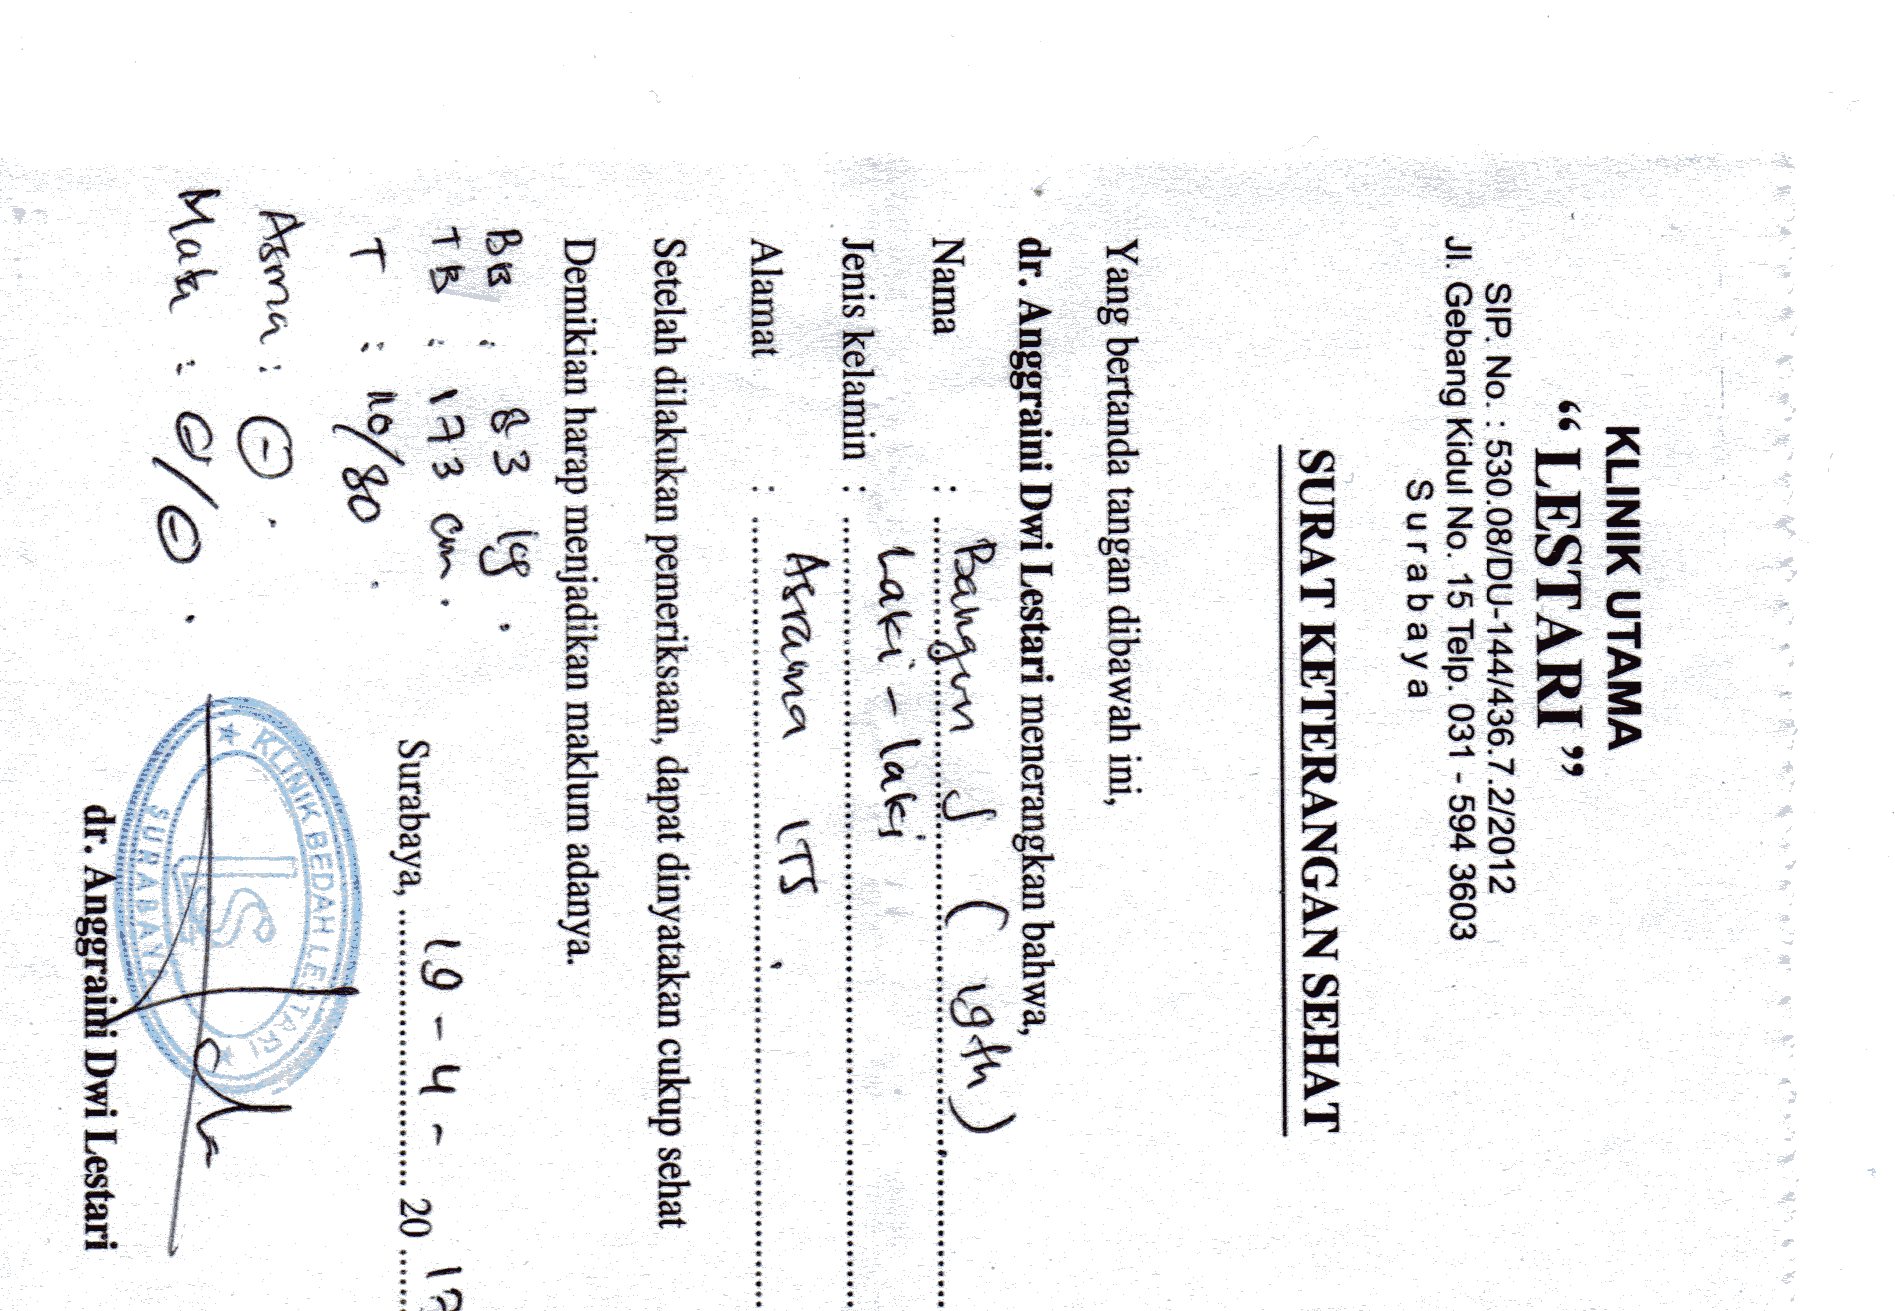 KLINIK UTAMA
“ LESTARI ”
SIP. No. : 530.08/DU-144/436.7.2/2012
Jl. Gebang Kidul No. 15 Telp. 031 - 594 3603
Surabaya
SURAT KETERANGAN SEHAT
Yang bertanda tangan dibawah ini,
dr. Anggraini Dwi Lestari menerangkan bahwa,
Nama : Bangun S
Jenis kelamin : Laki - laki
Alamat : Asrama ITS.
Setelah dilakukan pemeriksaan, dapat dinyatakan cukup sehat
Demikian harap menjadikan maklum adanya.
BB : 83 kg.
TB : 173 cm.
T : 110/80.
Asma : (-).
Mata : (-)/(-).
Surabaya, 19 - 4 - 20
KLINIK BEDAH LESTARI
SURABAYA
dr. Anggraini Dwi Lestari